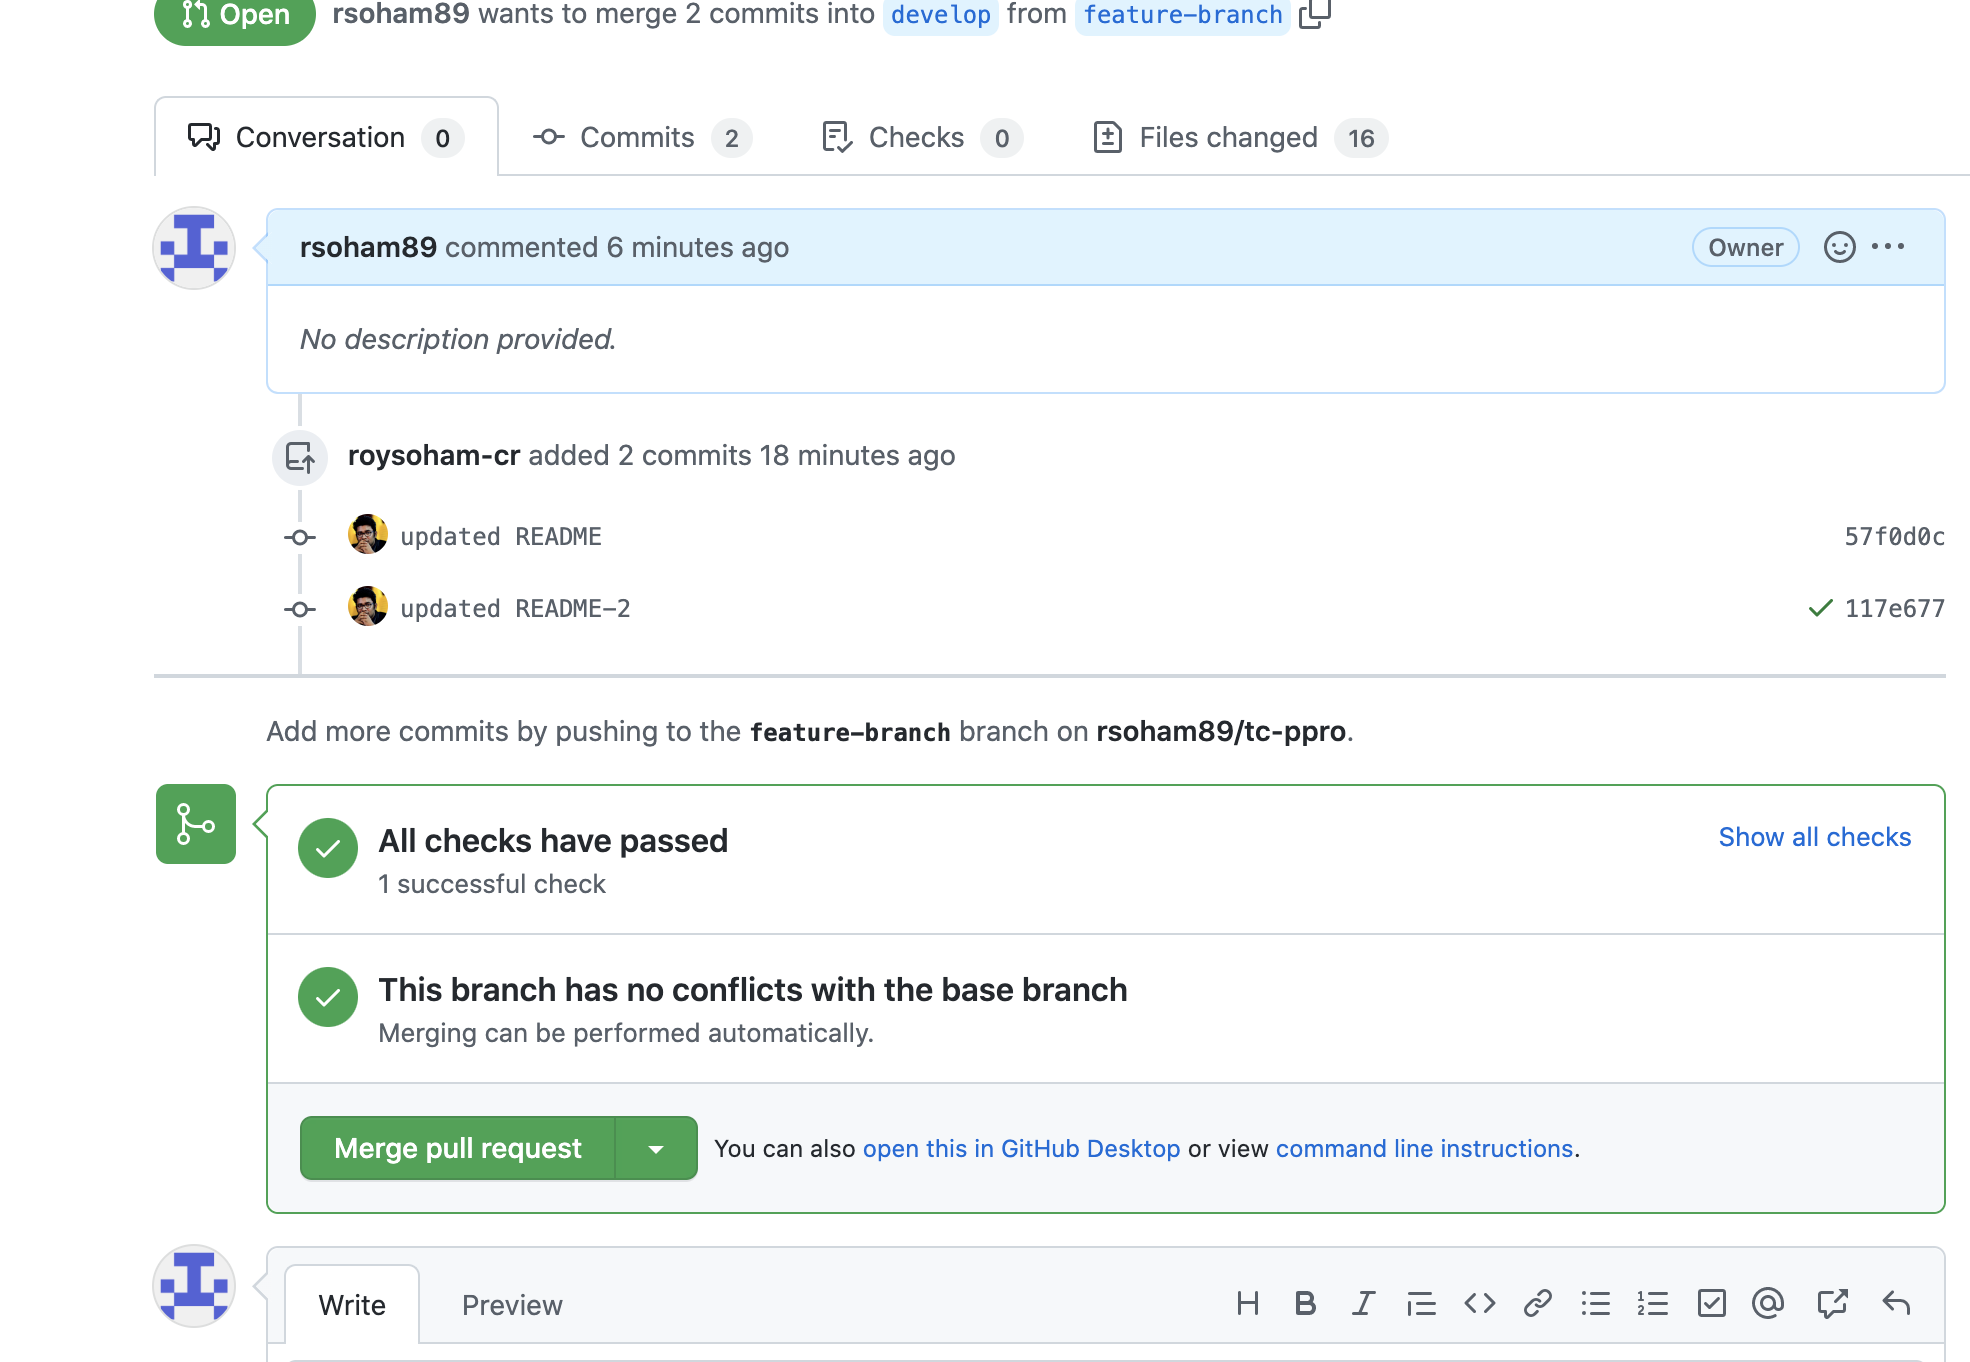 Open rsoham89 wants to merge 2 commits into develop from feature-branch
Conversation 0 Commits 2 Checks 0 Files changed 16
rsoham89 commented 6 minutes ago Owner
No description provided.
roysoham-cr added 2 commits 18 minutes ago
updated README 57f0d0c
updated README-2 117e677
Add more commits by pushing to the feature-branch branch on rsoham89/tc-ppro.
All checks have passed Show all checks
1 successful check
This branch has no conflicts with the base branch
Merging can be performed automatically.
Merge pull request You can also open this in GitHub Desktop or view command line instructions.
Write Preview